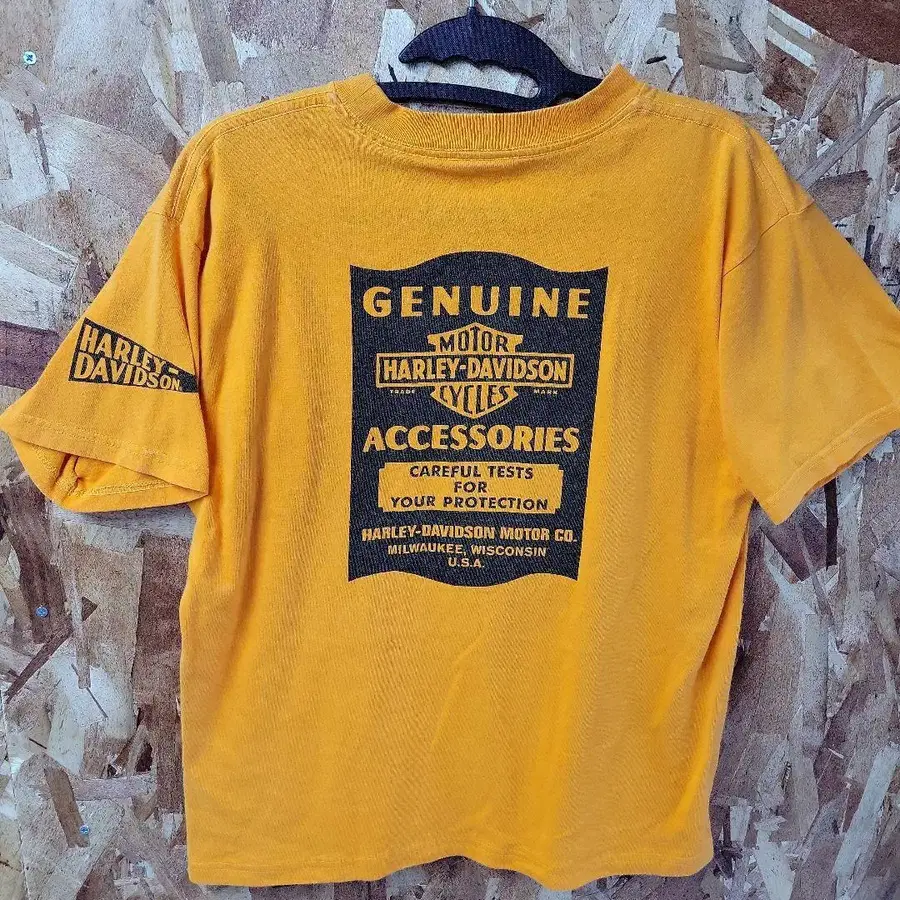 GENUINE
MOTOR
HARLEY-DAVIDSON
CYCLES
TRADE MARK
ACCESSORIES
CAREFUL TESTS
FOR
YOUR PROTECTION
HARLEY-DAVIDSON MOTOR CO.
MILWAUKEE, WISCONSIN
U.S.A.
HARLEY-
DAVIDSON